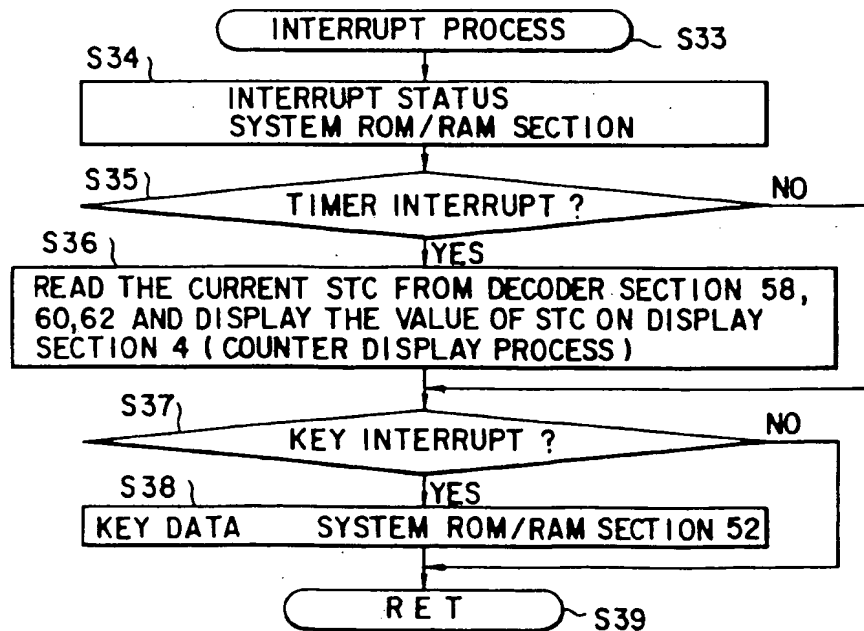 INTERRUPT PROCESS
S33
S34
INTERRUPT STATUS
SYSTEM ROM/RAM SECTION
S35
TIMER INTERRUPT ?
NO
YES
S36
READ THE CURRENT STC FROM DECODER SECTION 58,
60,62 AND DISPLAY THE VALUE OF STC ON DISPLAY
SECTION 4 (COUNTER DISPLAY PROCESS)
S37
KEY INTERRUPT ?
NO
YES
S38
KEY DATA SYSTEM ROM/RAM SECTION 52
RET
S39